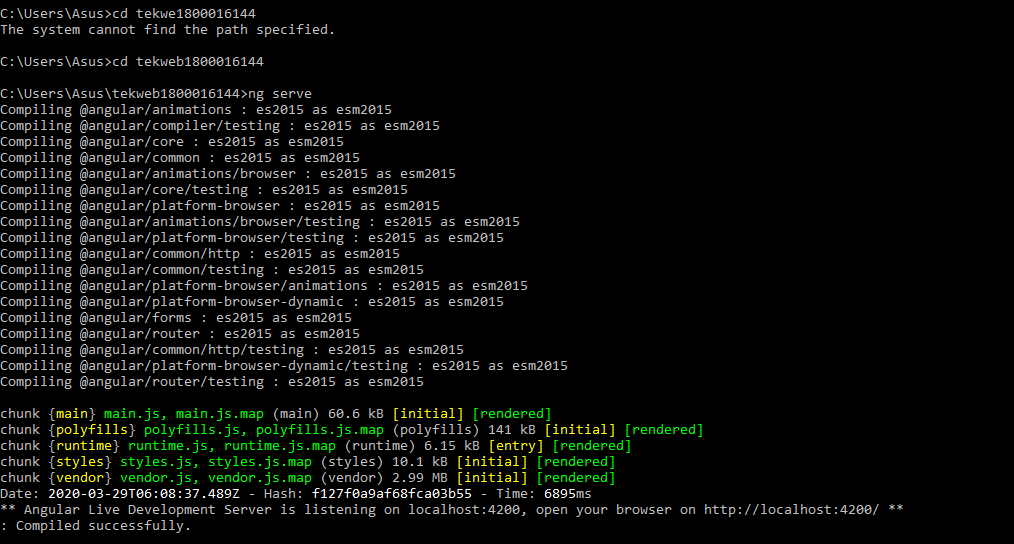 C:\Users\Asus>cd tekwe1800016144
The system cannot find the path specified.
C:\Users\Asus>cd tekweb1800016144
C:\Users\Asus\tekweb1800016144>ng serve
Compiling @angular/animations : es2015 as esm2015
Compiling @angular/compiler/testing : es2015 as esm2015
Compiling @angular/core : es2015 as esm2015
Compiling @angular/common : es2015 as esm2015
Compiling @angular/animations/browser : es2015 as esm2015
Compiling @angular/core/testing : es2015 as esm2015
Compiling @angular/platform-browser : es2015 as esm2015
Compiling @angular/animations/browser/testing : es2015 as esm2015
Compiling @angular/platform-browser/testing : es2015 as esm2015
Compiling @angular/common/http : es2015 as esm2015
Compiling @angular/common/testing : es2015 as esm2015
Compiling @angular/platform-browser/animations : es2015 as esm2015
Compiling @angular/platform-browser-dynamic : es2015 as esm2015
Compiling @angular/forms : es2015 as esm2015
Compiling @angular/router : es2015 as esm2015
Compiling @angular/common/http/testing : es2015 as esm2015
Compiling @angular/platform-browser-dynamic/testing : es2015 as esm2015
Compiling @angular/router/testing : es2015 as esm2015
chunk {main} main.js, main.js.map (main) 60.6 kB [initial] [rendered]
chunk {polyfills} polyfills.js, polyfills.js.map (polyfills) 141 kB [initial] [rendered]
chunk {runtime} runtime.js, runtime.js.map (runtime) 6.15 kB [entry] [rendered]
chunk {styles} styles.js, styles.js.map (styles) 10.1 kB [initial] [rendered]
chunk {vendor} vendor.js, vendor.js.map (vendor) 2.99 MB [initial] [rendered]
Date: 2020-03-29T06:08:37.489Z - Hash: f127f0a9af68fca03b55 - Time: 6895ms
** Angular Live Development Server is listening on localhost:4200, open your browser on http://localhost:4200/ **
: Compiled successfully.